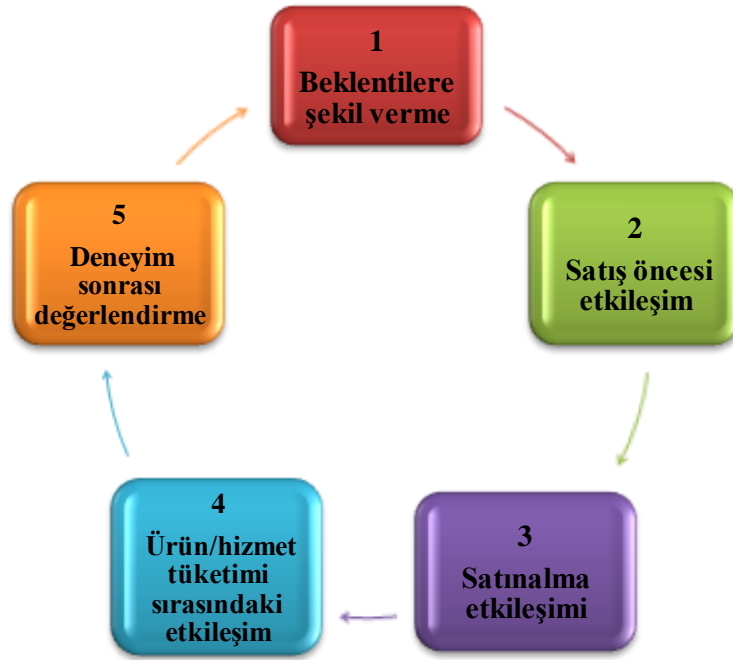 1
Beklentilere
şekil verme
2
Satış öncesi
etkileşim
3
Satınalma
etkileşimi
4
Ürün/hizmet
tüketimi
sırasındaki
etkileşim
5
Deneyim
sonrası
değerlendirme